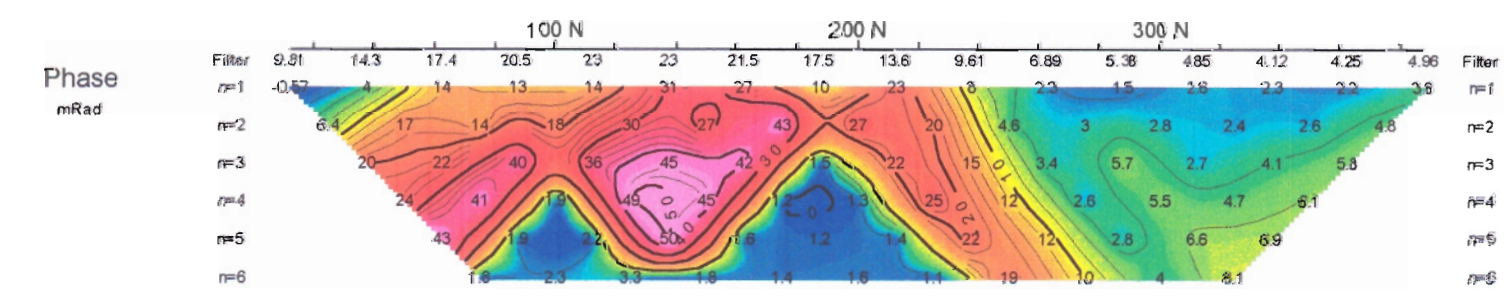 100 N 200 N 300 N
Filter 9.81 14.3 17.4 20.5 23 23 21.5 17.5 13.6 9.61 6.89 5.38 485 4.12 4.25 4.96 Filter
Phase
n=1 -0.57 4 14 13 14 31 27 10 23 8 2.3 1.5 2.6 2.3 2.2 3.8 n=1
mRad
n=2 6.4 17 14 18 30 27 43 27 20 4.6 3 2.8 2.4 2.6 4.8 n=2
n=3 20 22 40 36 45 42 30 1.5 22 15 10 3.4 5.7 2.7 4.1 5.8 n=3
n=4 24 41 1.9 49 50 45 1.2 0 1.3 25 20 12 2.6 5.5 4.7 6.1 n=4
n=5 43 1.9 2.2 50 40 1.6 1.2 1.4 22 12 2.8 6.6 6.9 n=5
n=6 1.8 2.3 3.3 1.8 1.4 1.6 1.1 19 10 4 8.1 n=6